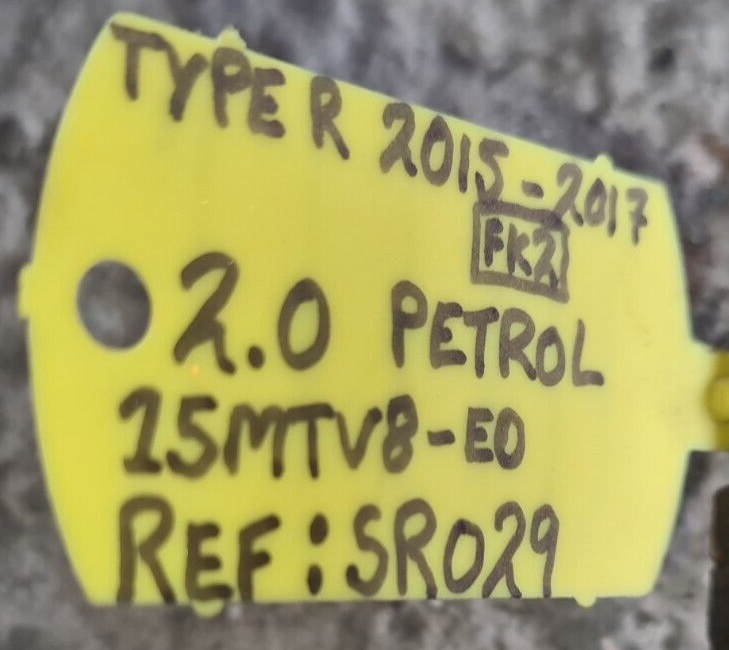 TYPE R 2015-2017
FK2
2.0 PETROL
15MTV8-E0
REF:SR029